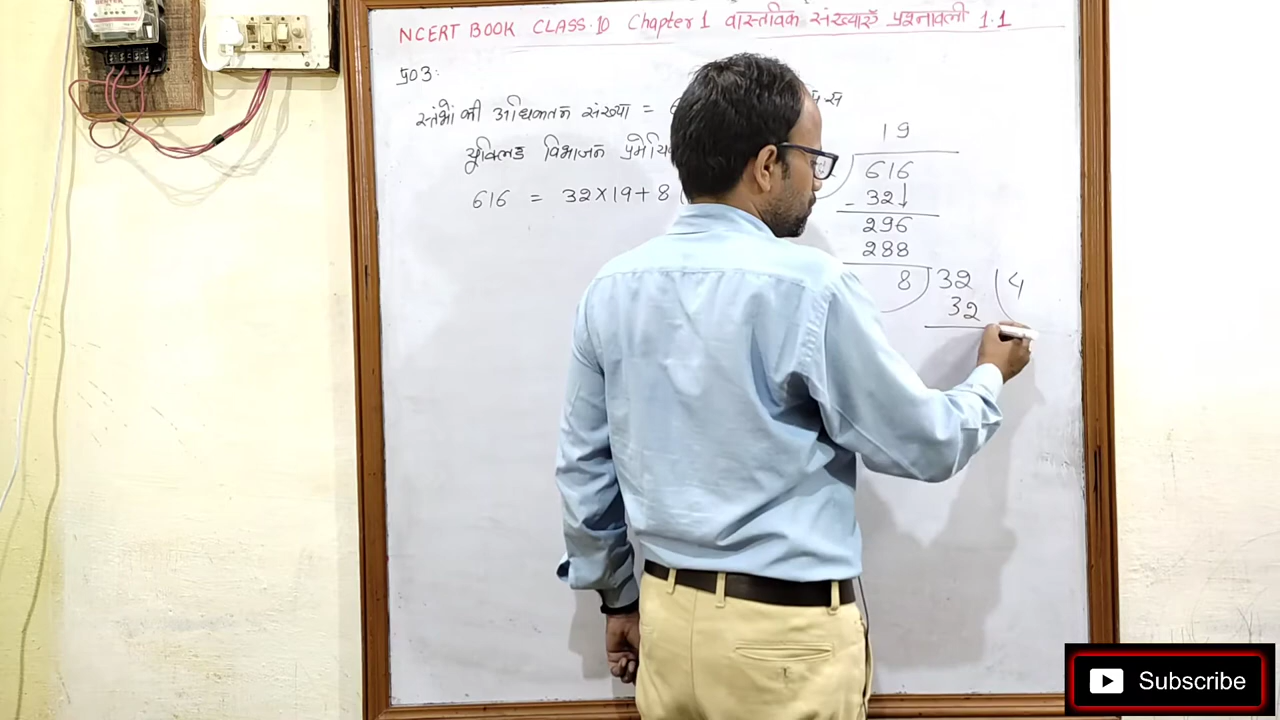 NCERT BOOK CLASS-10 Chapter 1 वास्तविक संख्याएँ प्रश्नावली 1.1
प्र03:
स्तंभों की अधिकतम संख्या =
युक्लिड विभाजन
616 = 32×19+8
19
616
- 32↓
296
288
8 32 4
32
Subscribe